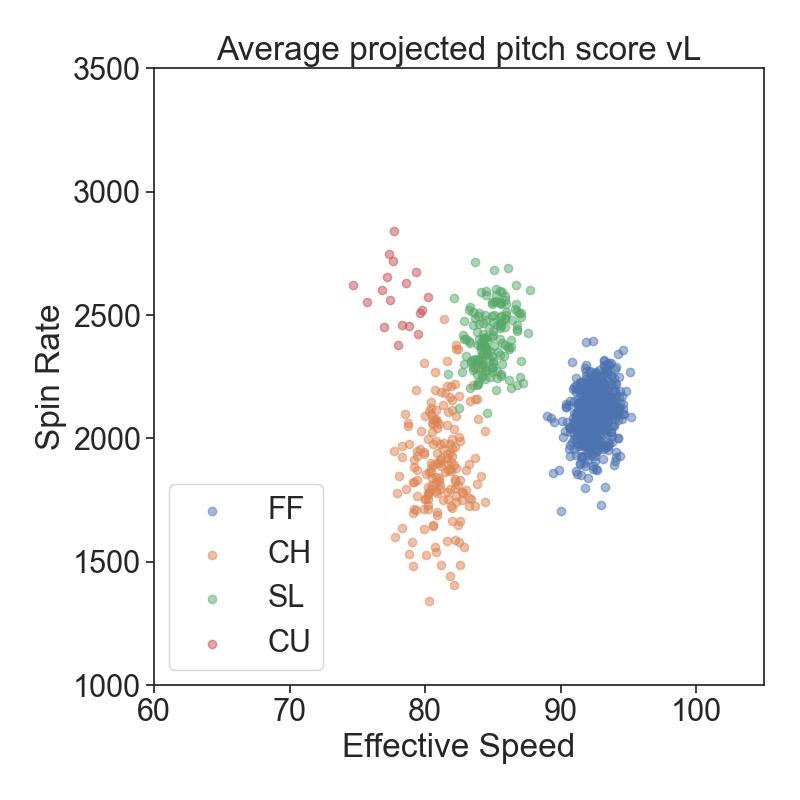 Average projected pitch score vL
3500
3000
2500
2000
1500
1000
Spin Rate
FF
CH
SL
CU
60 70 80 90 100
Effective Speed